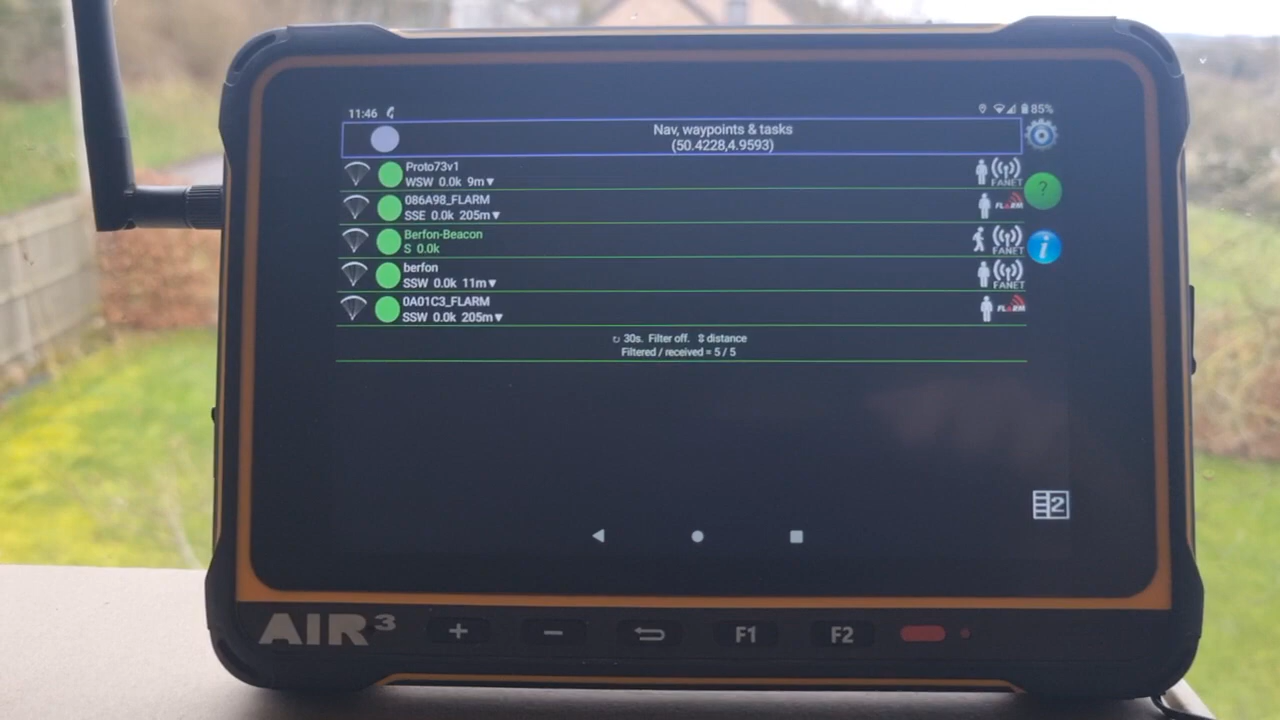 11:46
85%
Nav, waypoints & tasks
(50.4228,4.9593)
Proto73v1
WSW 0.0k 9m▼
FANET
086A98_FLARM
SSE 0.0k 205m▼
FLARM
Berfon-Beacon
S 0.0k
FANET
berfon
SSW 0.0k 11m▼
FANET
0A01C3_FLARM
SSW 0.0k 205m▼
FLARM
?
i
↻ 30s. Filter off. ⇕ distance
Filtered / received = 5 / 5
2
AIR³ + − F1 F2